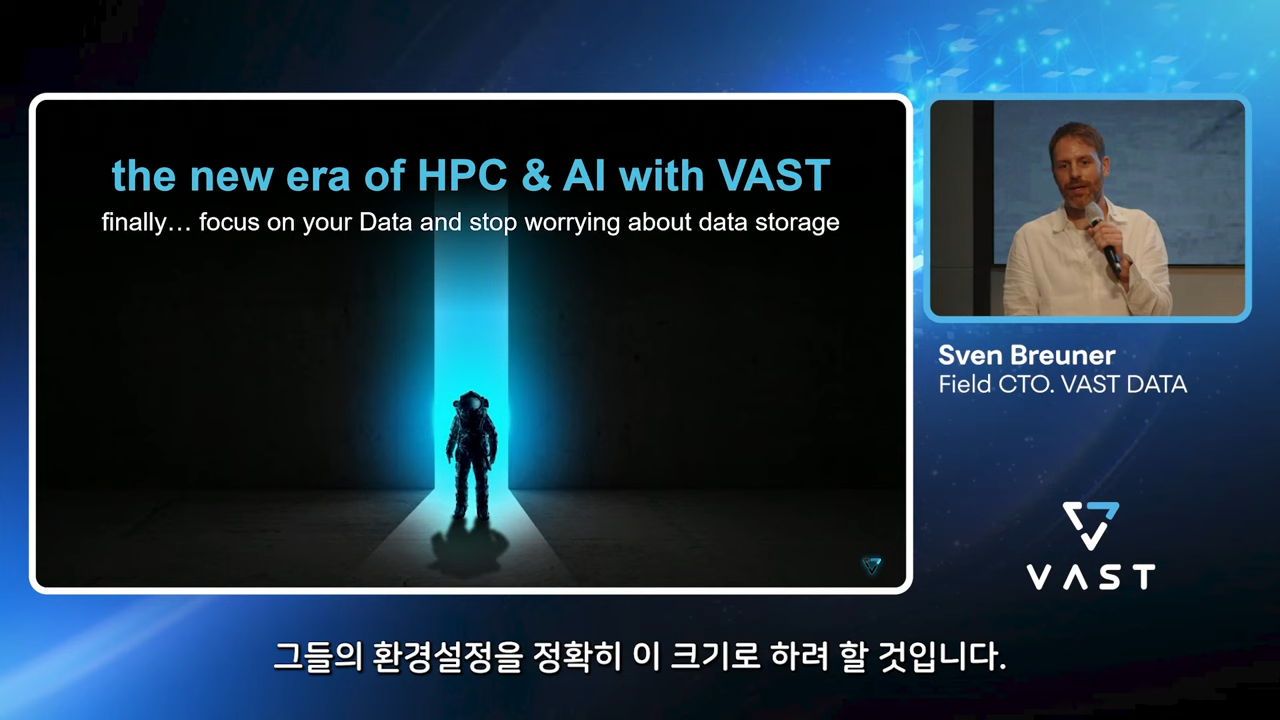 the new era of HPC & AI with VAST
finally… focus on your Data and stop worrying about data storage
Sven Breuner
Field CTO. VAST DATA
VAST
그들의 환경설정을 정확히 이 크기로 하려 할 것입니다.